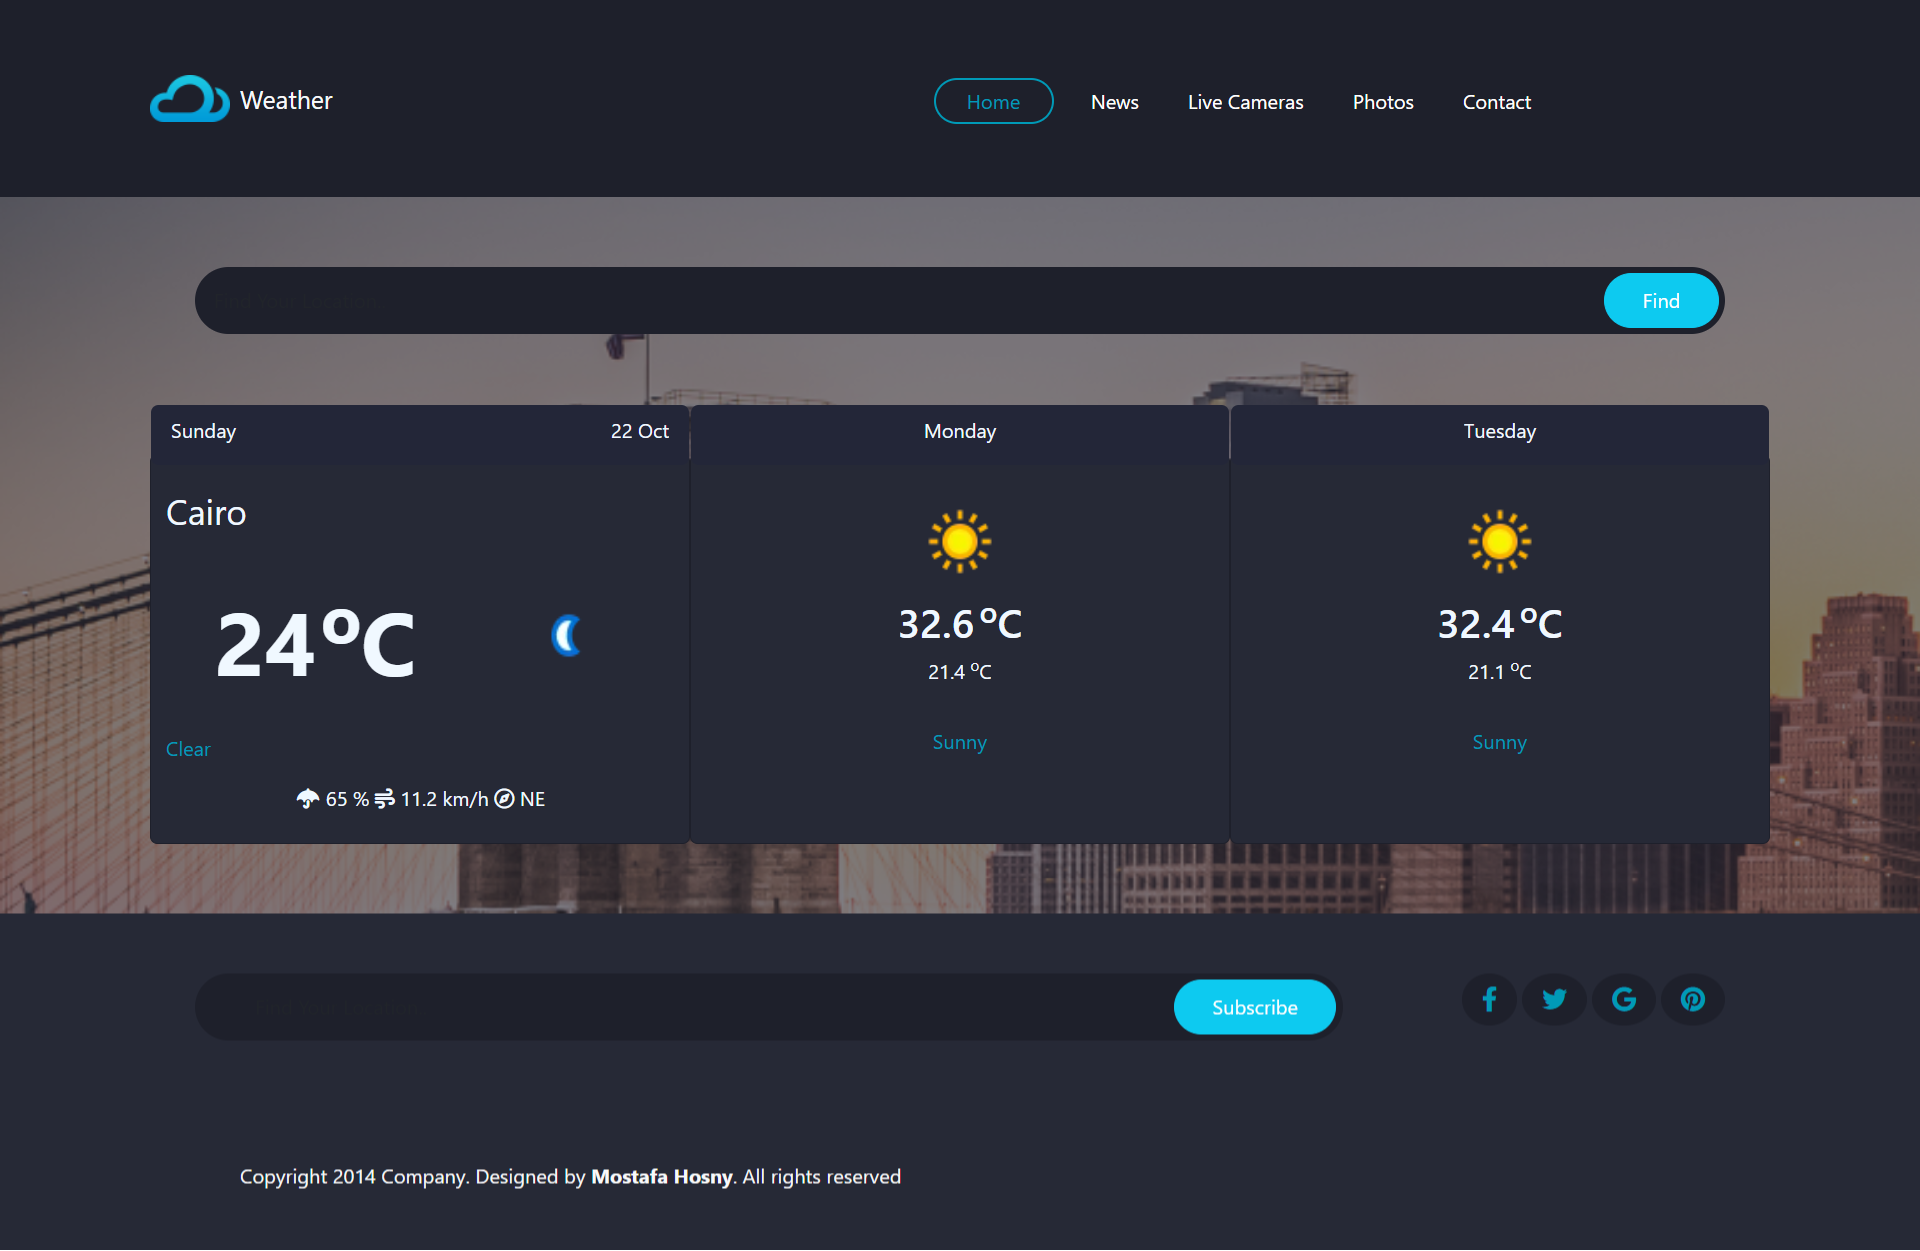 Weather
Home News Live Cameras Photos Contact
Find
Sunday 22 Oct
Cairo
24°C
Clear
65 % 11.2 km/h NE
Monday
32.6°C
21.4 °C
Sunny
Tuesday
32.4°C
21.1 °C
Sunny
Subscribe
Copyright 2014 Company. Designed by Mostafa Hosny. All rights reserved